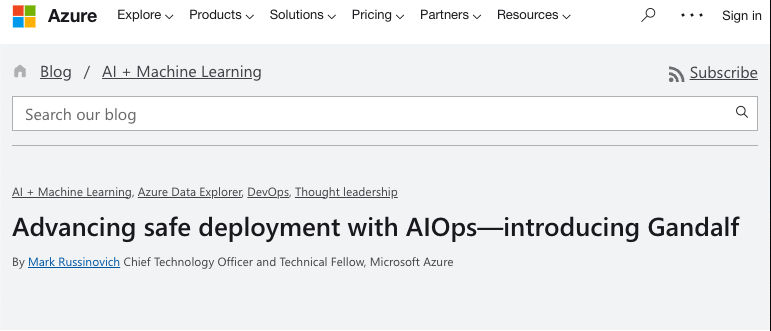 Azure Explore Products Solutions Pricing Partners Resources ••• Sign in
Blog / AI + Machine Learning Subscribe
Search our blog
AI + Machine Learning, Azure Data Explorer, DevOps, Thought leadership
Advancing safe deployment with AIOps—introducing Gandalf
By Mark Russinovich Chief Technology Officer and Technical Fellow, Microsoft Azure